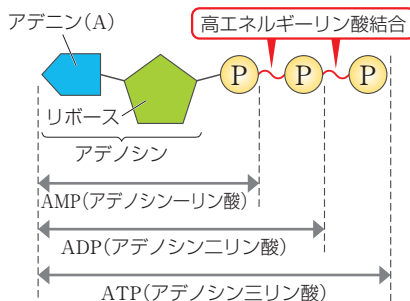 アデニン(A)
高エネルギーリン酸結合
P P P
リボース
アデノシン
AMP(アデノシン一リン酸)
ADP(アデノシン二リン酸)
ATP(アデノシン三リン酸)